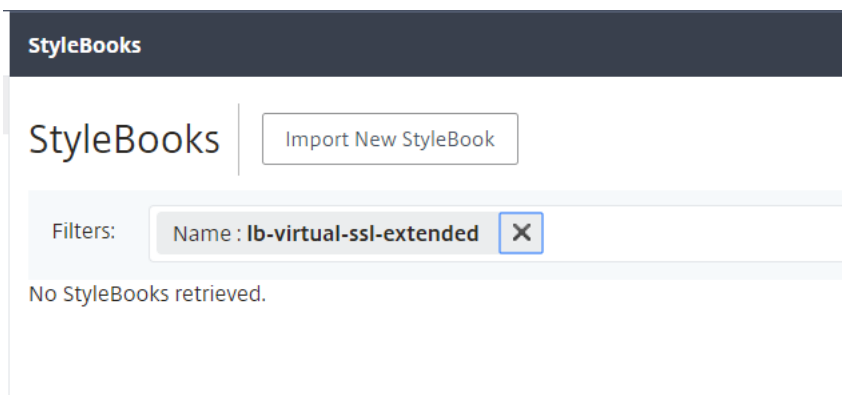 StyleBooks
StyleBooks Import New StyleBook
Filters: Name : lb-virtual-ssl-extended
No StyleBooks retrieved.